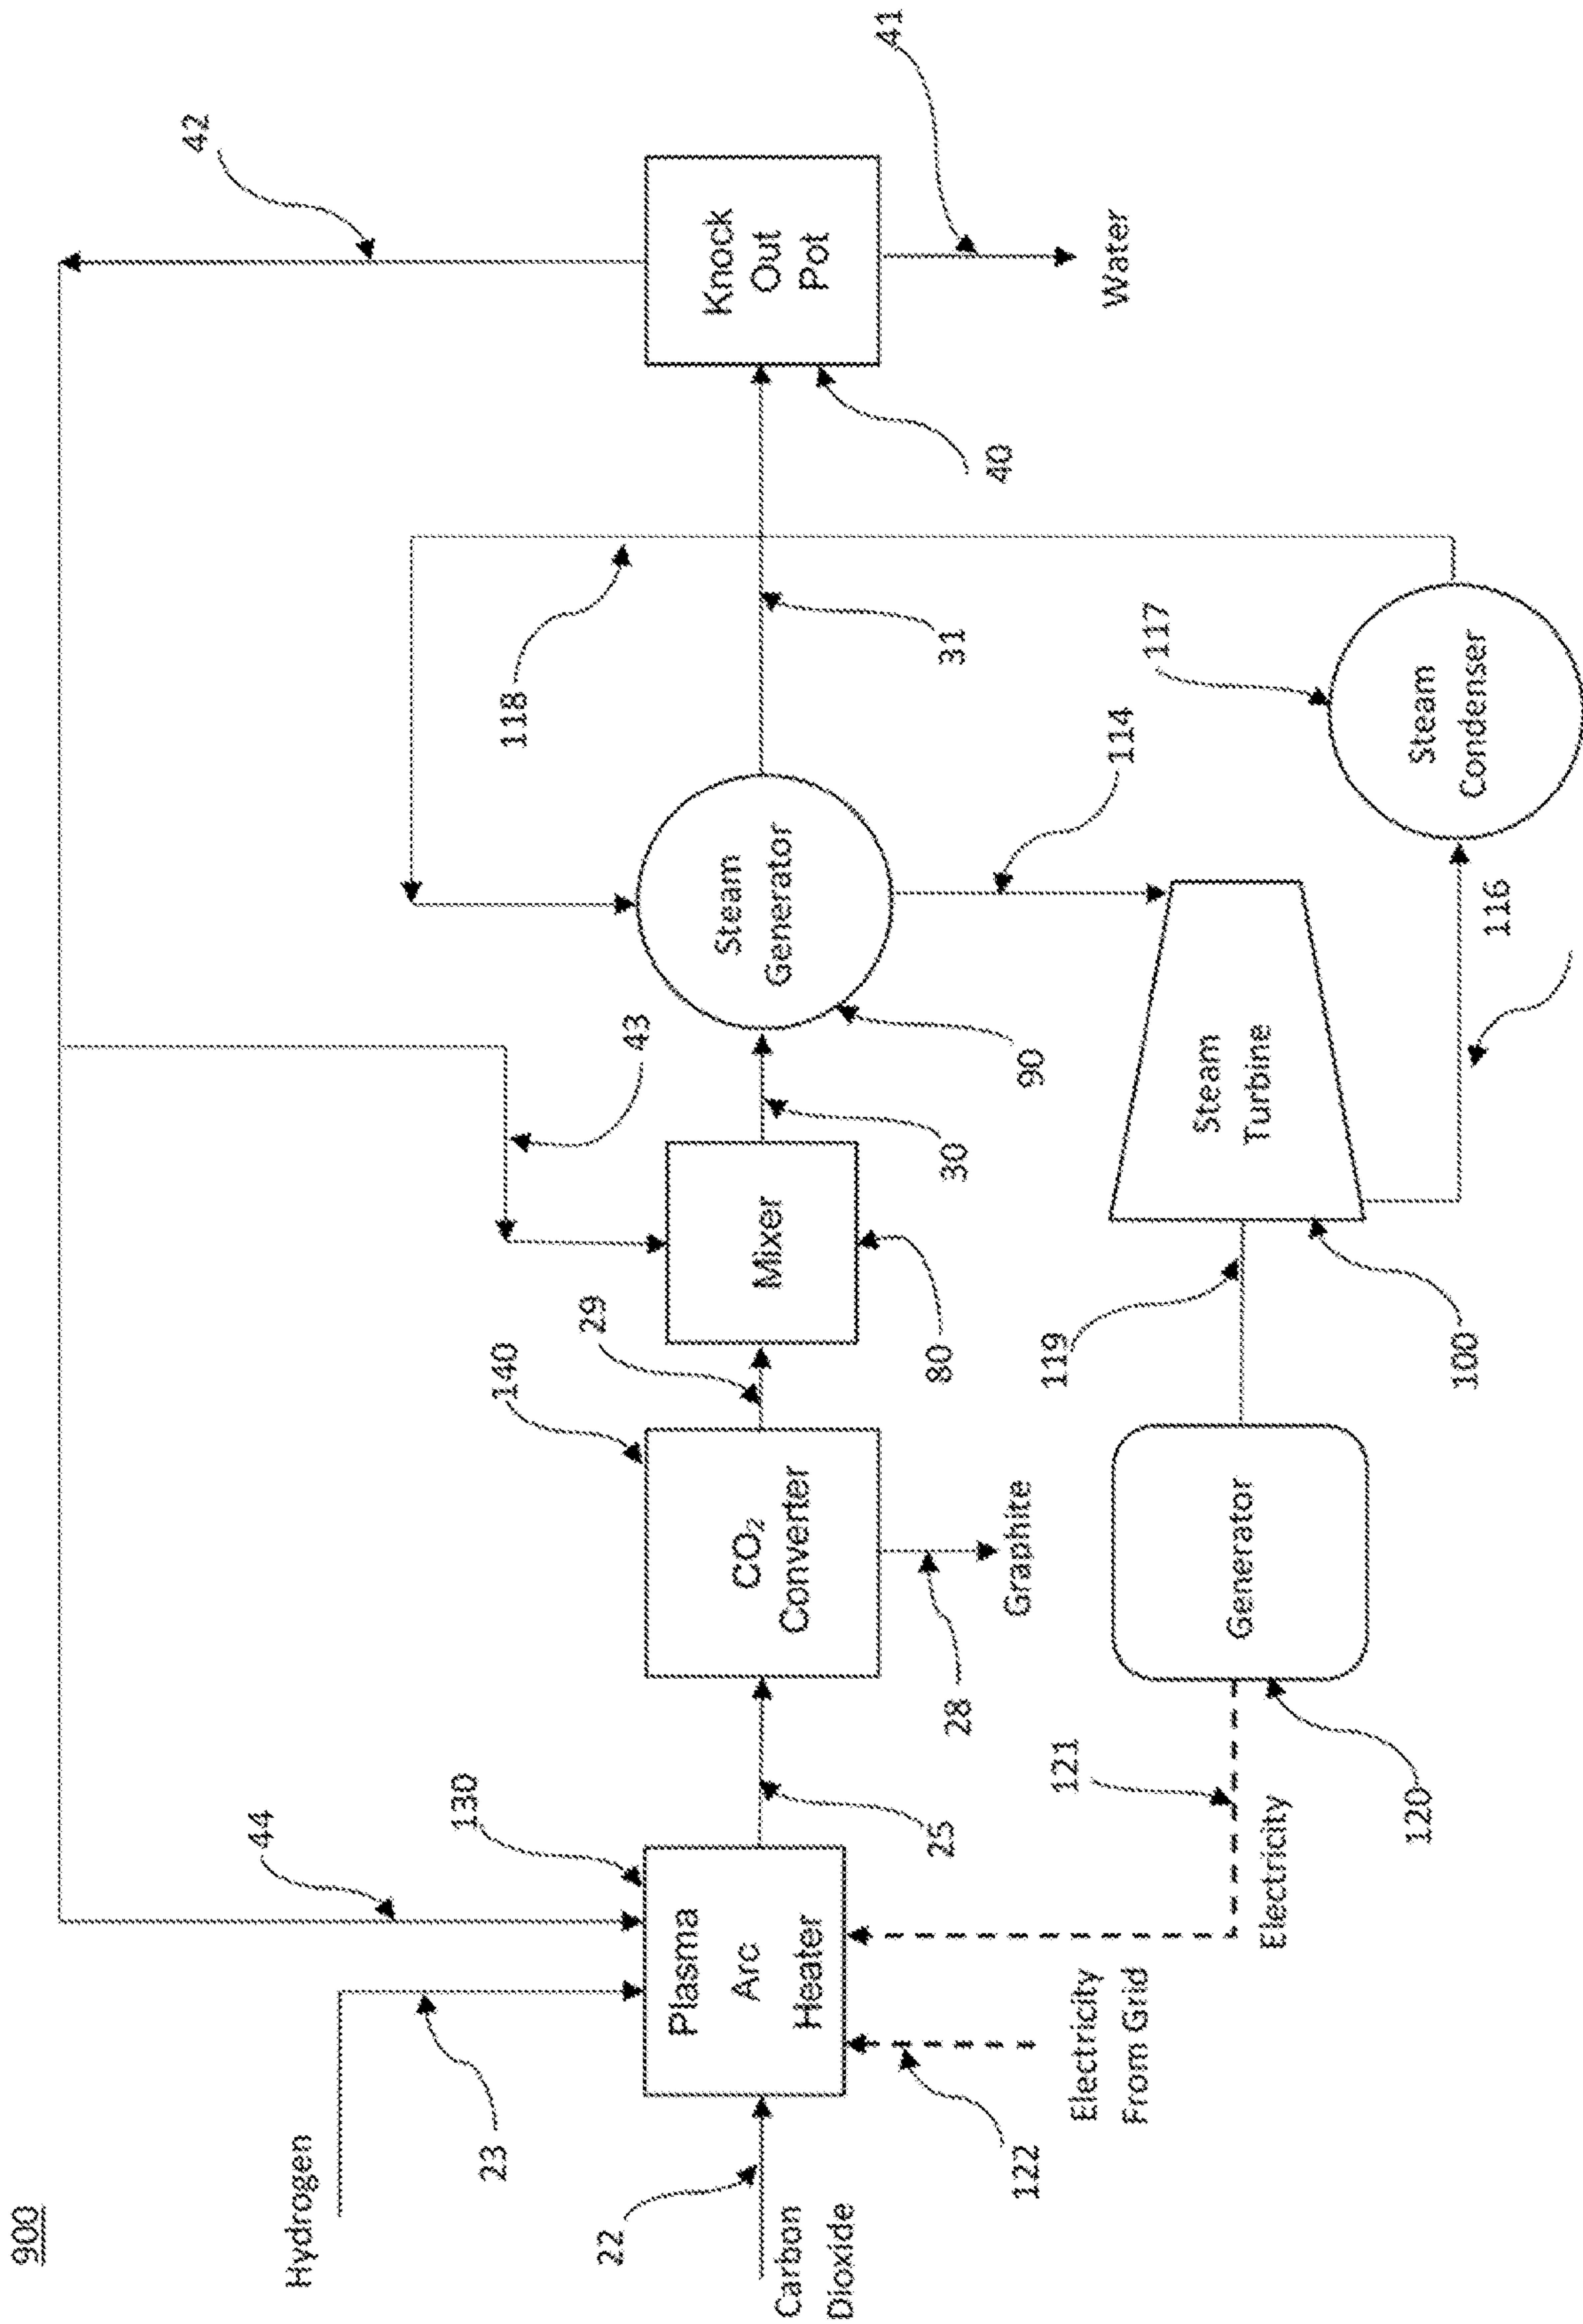 900
Hydrogen
23
44
42
22
Carbon
Dioxide
130
Plasma
Arc
Heater
25
140
CO₂
Converter
28
Graphite
29
Mixer
80
43
30
Steam
Generator
90
118
31
Knock
Out
Pot
40
41
Water
122
Electricity
From Grid
121
Electricity
Generator
120
119
Steam
Turbine
100
114
116
117
Steam
Condenser